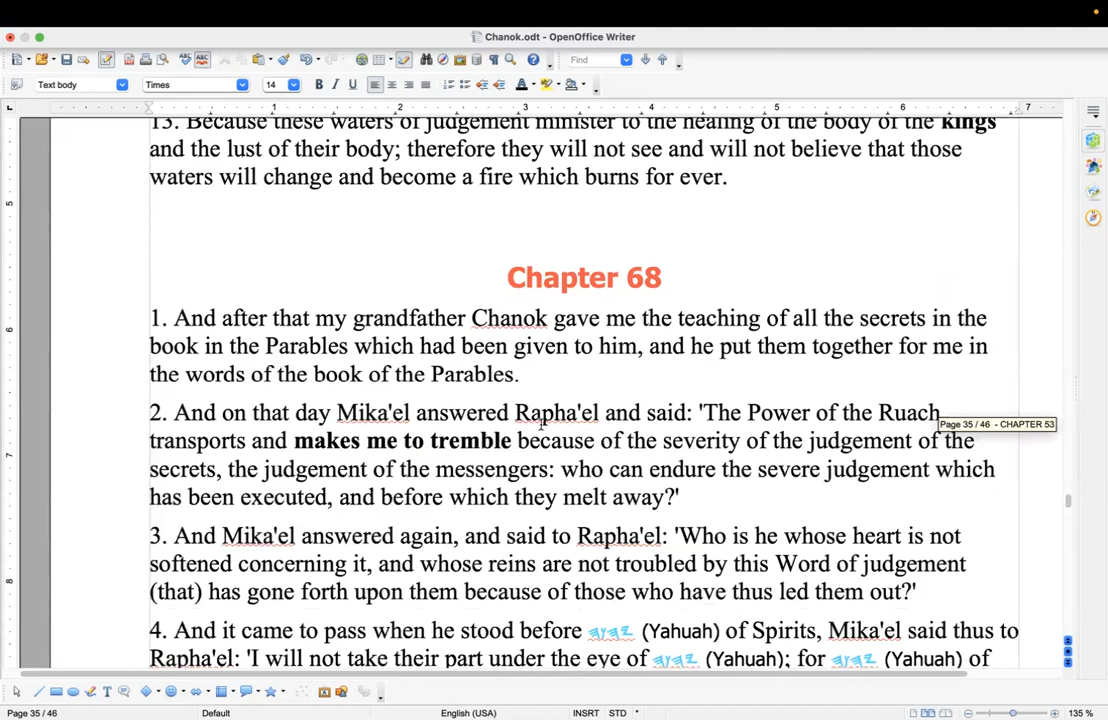 Chanok.odt - OpenOffice Writer
Find
Text body Times 14
1 2 3 4 5 6 7
13. Because these waters of judgement minister to the healing of the body of the kings
and the lust of their body; therefore they will not see and will not believe that those
waters will change and become a fire which burns for ever.
Chapter 68
1. And after that my grandfather Chanok gave me the teaching of all the secrets in the
book in the Parables which had been given to him, and he put them together for me in
the words of the book of the Parables.
2. And on that day Mika'el answered Rapha'el and said: 'The Power of the Ruach
Page 35 / 46 - CHAPTER 53
transports and makes me to tremble because of the severity of the judgement of the
secrets, the judgement of the messengers: who can endure the severe judgement which
has been executed, and before which they melt away?'
3. And Mika'el answered again, and said to Rapha'el: 'Who is he whose heart is not
softened concerning it, and whose reins are not troubled by this Word of judgement
(that) has gone forth upon them because of those who have thus led them out?'
4. And it came to pass when he stood before 𐤉𐤄𐤅𐤄 (Yahuah) of Spirits, Mika'el said thus to
Rapha'el: 'I will not take their part under the eye of 𐤉𐤄𐤅𐤄 (Yahuah); for 𐤉𐤄𐤅𐤄 (Yahuah) of
Page 35 / 46 Default English (USA) INSRT STD * 135 %